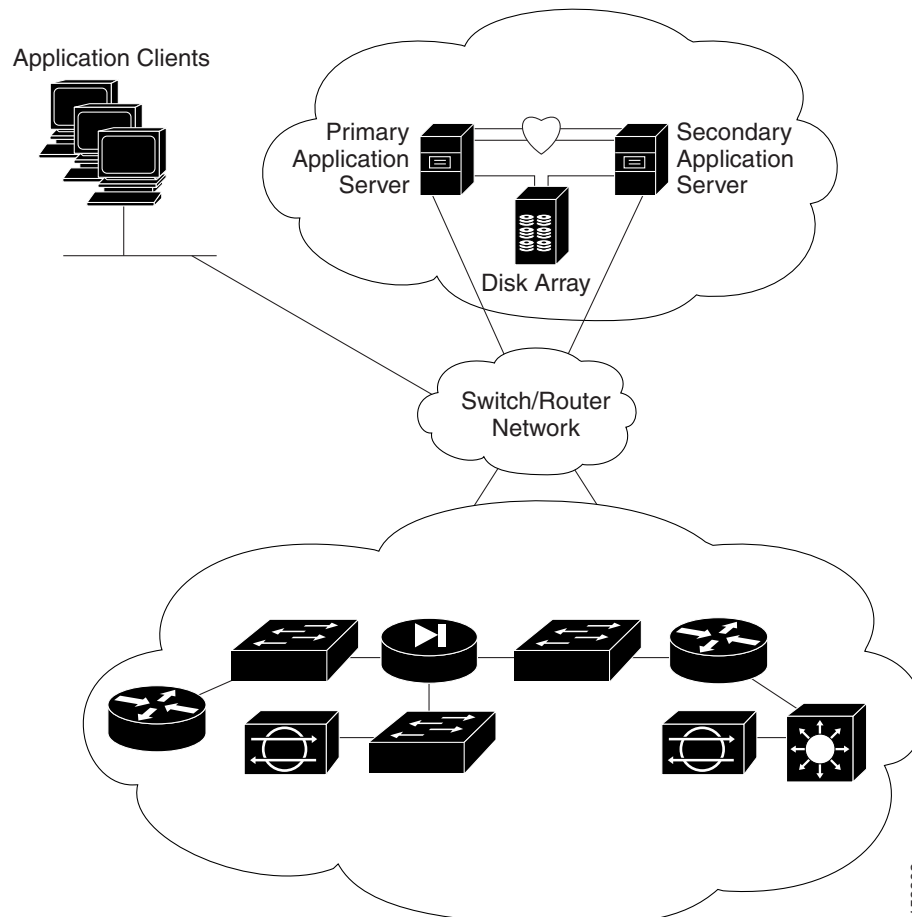 Application Clients
Primary
Application
Server
Secondary
Application
Server
Disk Array
Switch/Router
Network